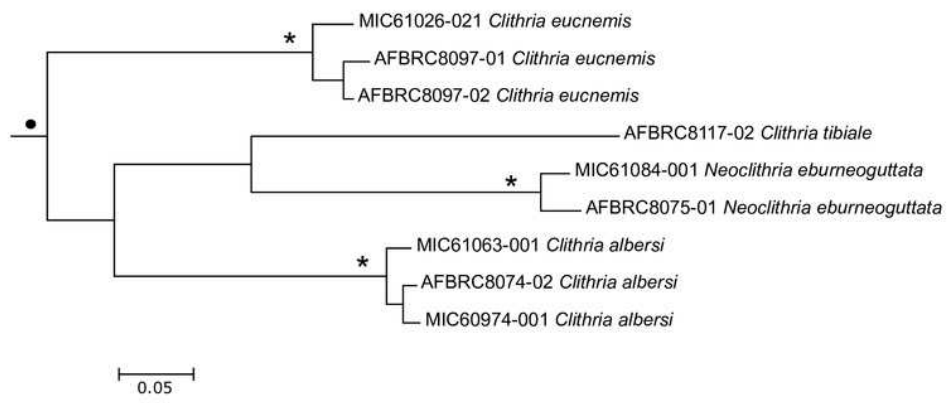 MIC61026-021 Clithria eucnemis
* 
AFBRC8097-01 Clithria eucnemis
AFBRC8097-02 Clithria eucnemis
AFBRC8117-02 Clithria tibiale
MIC61084-001 Neoclithria eburneoguttata
*
AFBRC8075-01 Neoclithria eburneoguttata
MIC61063-001 Clithria albersi
*
AFBRC8074-02 Clithria albersi
MIC60974-001 Clithria albersi
0.05